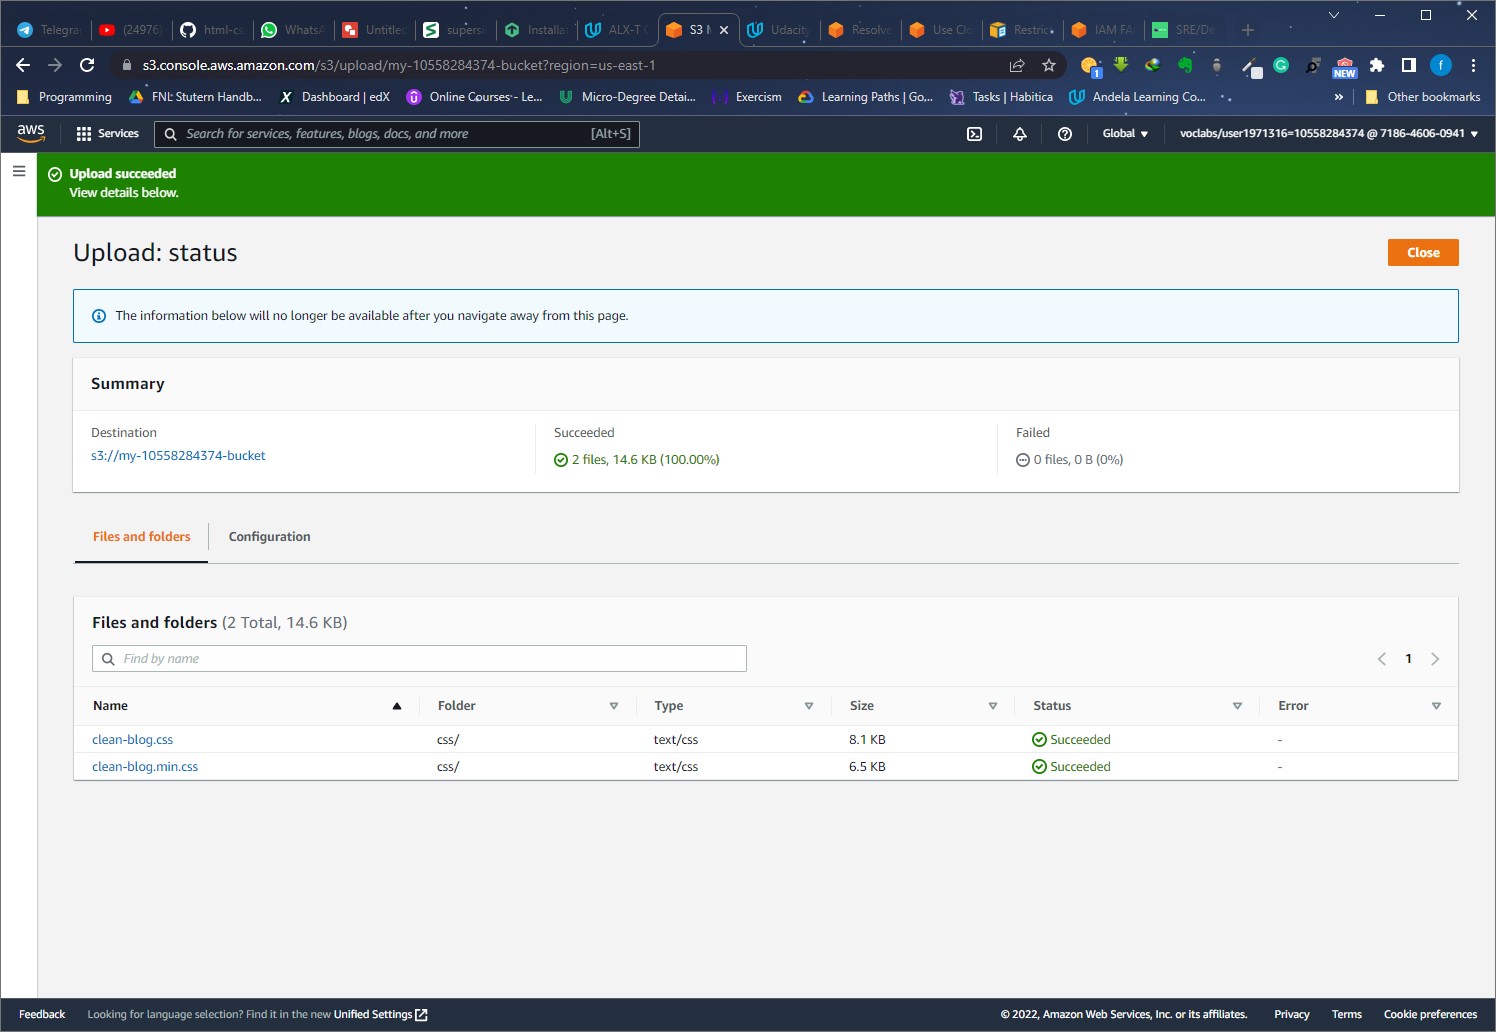 Telegra (24976) html-cs WhatsA Untitle supers Installa ALX-T C S3 M Udacity Resolve Use Clo Restric IAM FA SRE/De
s3.console.aws.amazon.com/s3/upload/my-10558284374-bucket?region=us-east-1 1 NEW f
Programming FNL: Stutern Handb... Dashboard | edX Online Courses - Le... Micro-Degree Detai... Exercism Learning Paths | Go... Tasks | Habitica Andela Learning Co... » Other bookmarks
aws Services Search for services, features, blogs, docs, and more [Alt+S] Global voclabs/user1971316=10558284374 @ 7186-4606-0941
Upload succeeded
View details below.
Upload: status Close
The information below will no longer be available after you navigate away from this page.
Summary
Destination Succeeded Failed
s3://my-10558284374-bucket 2 files, 14.6 KB (100.00%) 0 files, 0 B (0%)
Files and folders Configuration
Files and folders (2 Total, 14.6 KB)
Find by name 1
Name Folder Type Size Status Error
clean-blog.css css/ text/css 8.1 KB Succeeded -
clean-blog.min.css css/ text/css 6.5 KB Succeeded -
Feedback Looking for language selection? Find it in the new Unified Settings © 2022, Amazon Web Services, Inc. or its affiliates. Privacy Terms Cookie preferences